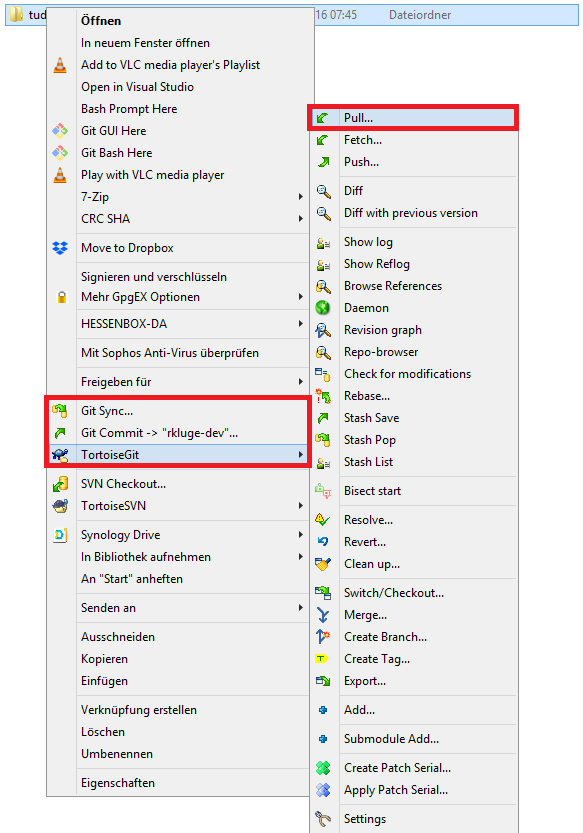 tud
16 07:45
Dateiordner
Öffnen
In neuem Fenster öffnen
Add to VLC media player's Playlist
Open in Visual Studio
Bash Prompt Here
Git GUI Here
Git Bash Here
Play with VLC media player
7-Zip
CRC SHA
Move to Dropbox
Signieren und verschlüsseln
Mehr GpgEX Optionen
HESSENBOX-DA
Mit Sophos Anti-Virus überprüfen
Freigeben für
Git Sync...
Git Commit -> "rkluge-dev"...
TortoiseGit
SVN Checkout...
TortoiseSVN
Synology Drive
In Bibliothek aufnehmen
An "Start" anheften
Senden an
Ausschneiden
Kopieren
Einfügen
Verknüpfung erstellen
Löschen
Umbenennen
Eigenschaften
Pull...
Fetch...
Push...
Diff
Diff with previous version
Show log
Show Reflog
Browse References
Daemon
Revision graph
Repo-browser
Check for modifications
Rebase...
Stash Save
Stash Pop
Stash List
Bisect start
Resolve...
Revert...
Clean up...
Switch/Checkout...
Merge...
Create Branch...
Create Tag...
Export...
Add...
Submodule Add...
Create Patch Serial...
Apply Patch Serial...
Settings